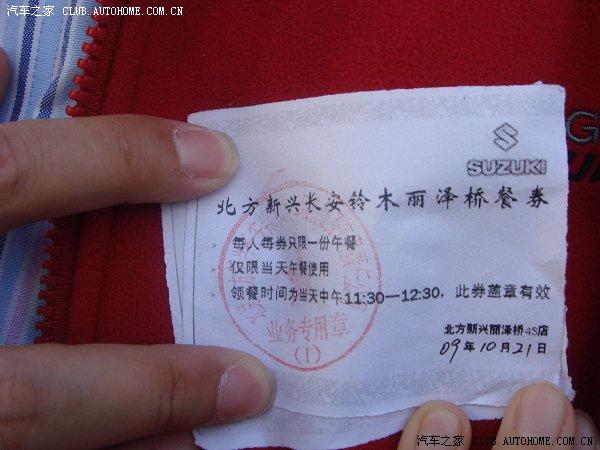 汽车之家 CLUB.AUTOHOME.COM.CN
SUZUKI
北方新兴长安铃木丽泽桥餐券
每人每券只限一份午餐
仅限当天午餐使用
领餐时间为当天中午11:30—12:30，此券盖章有效
业务专用章
(1)
北方新兴丽泽桥4S店
09年10月21日
汽车之家 CLUB.AUTOHOME.COM.CN